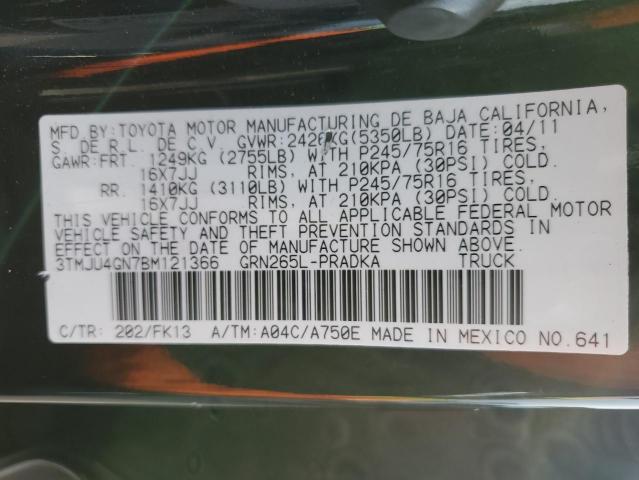 MFD.BY:TOYOTA MOTOR MANUFACTURING DE BAJA CALIFORNIA,
S. DE R.L. DE C.V. GVWR: (5350LB) DATE:04/11
GAWR:FRT. 1249KG (2755LB) WITH P245/75R16 TIRES,
16X7JJ RIMS, AT 210KPA (30PSI) COLD.
RR. 1410KG (3110LB) WITH P245/75R16 TIRES,
16X7JJ RIMS, AT 210KPA (30PSI) COLD.
THIS VEHICLE CONFORMS TO ALL APPLICABLE FEDERAL MOTOR
VEHICLE SAFETY AND THEFT PREVENTION STANDARDS IN
EFFECT ON THE DATE OF MANUFACTURE SHOWN ABOVE.
3TMJU4GN7BM121366 GRN265L-PRADKA TRUCK
C/TR: 202/FK13 A/TM:A04C/A750E MADE IN MEXICO NO.641